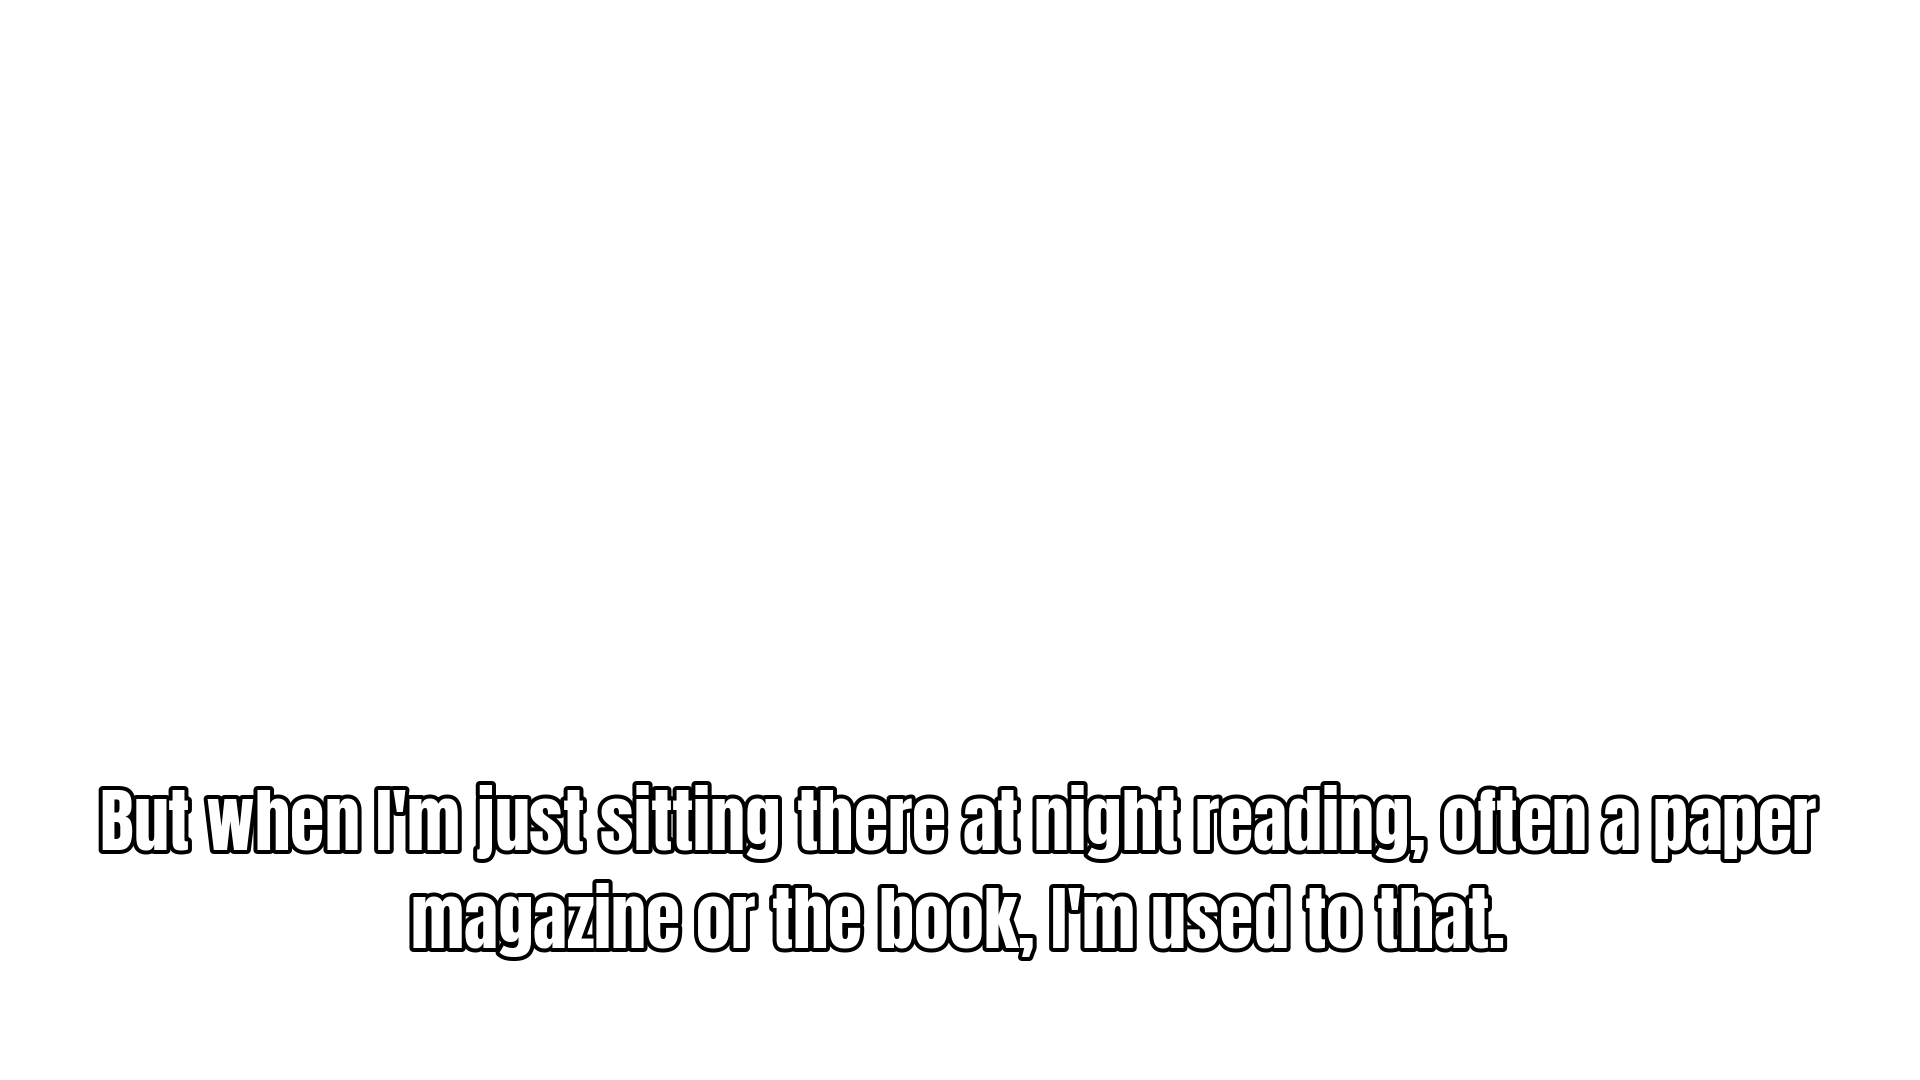 But when I'm just sitting there at night reading, often a paper
magazine or the book, I'm used to that.